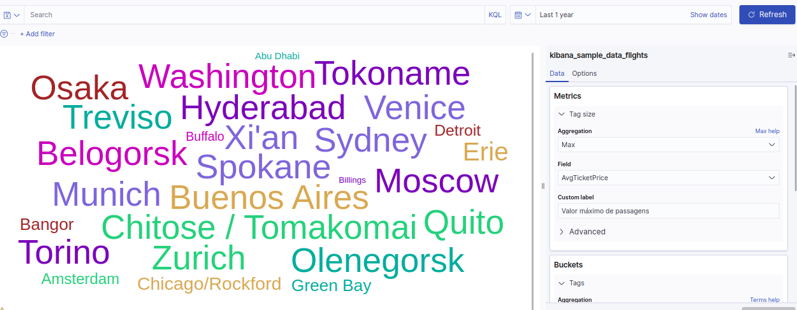 Search
KQL
Last 1 year
Show dates
Refresh
+ Add filter
Abu Dhabi
Washington
Tokoname
Osaka
Hyderabad
Venice
Treviso
Buffalo
Xi'an
Sydney
Detroit
Erie
Belogorsk
Spokane
Billings
Moscow
Munich
Buenos Aires
Bangor
Chitose / Tomakomai
Quito
Torino
Zurich
Olenegorsk
Amsterdam
Chicago/Rockford
Green Bay
kibana_sample_data_flights
Data
Options
Metrics
Tag size
Aggregation
Max help
Max
Field
AvgTicketPrice
Custom label
Valor máximo de passagens
Advanced
Buckets
Tags
Aggregation
Terms help